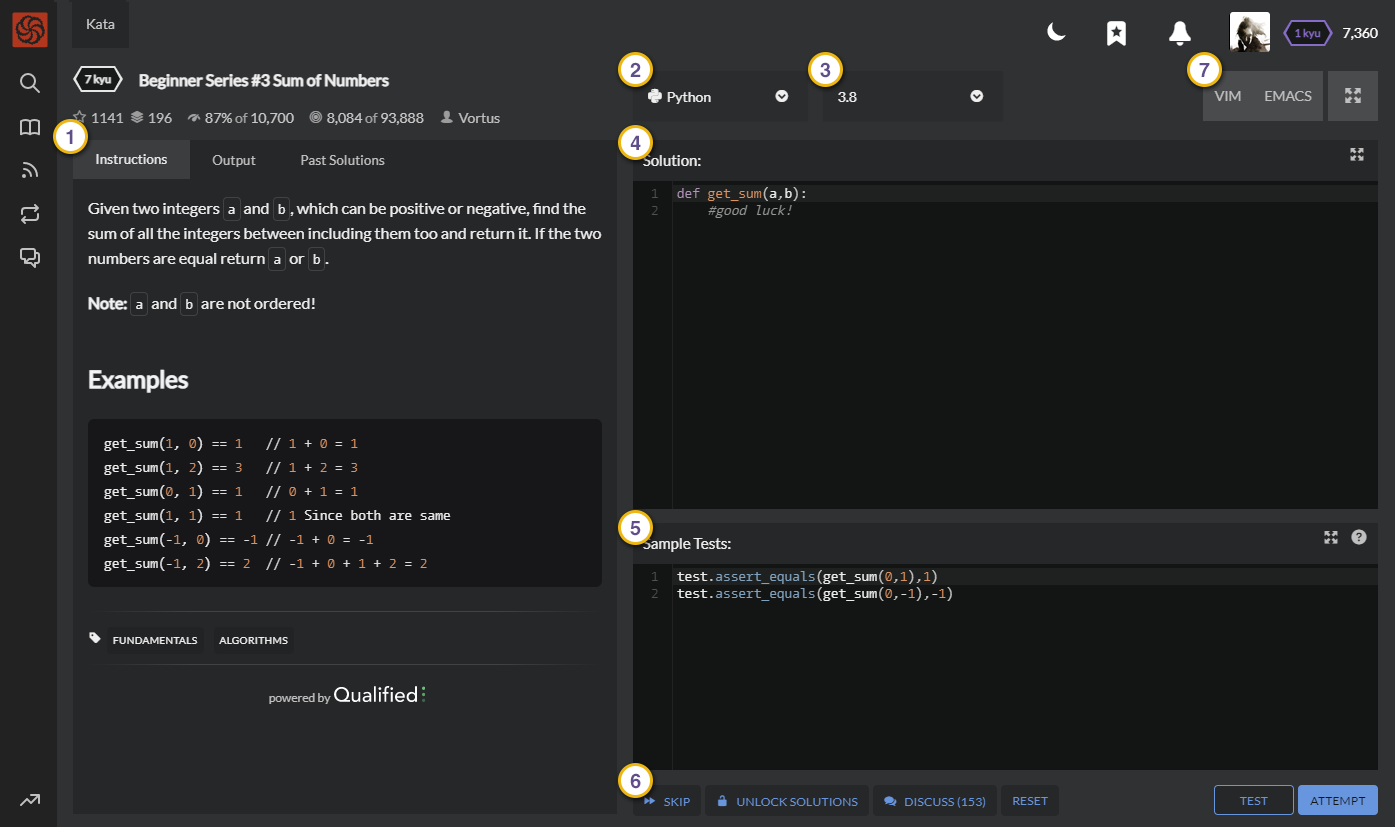 Kata
1 kyu 7,360
7 kyu Beginner Series #3 Sum of Numbers
1141 196 87% of 10,700 8,084 of 93,888 Vortus
1
Instructions Output Past Solutions
Given two integers a and b, which can be positive or negative, find the
sum of all the integers between including them too and return it. If the two
numbers are equal return a or b.
Note: a and b are not ordered!
Examples
get_sum(1, 0) == 1 // 1 + 0 = 1
get_sum(1, 2) == 3 // 1 + 2 = 3
get_sum(0, 1) == 1 // 0 + 1 = 1
get_sum(1, 1) == 1 // 1 Since both are same
get_sum(-1, 0) == -1 // -1 + 0 = -1
get_sum(-1, 2) == 2 // -1 + 0 + 1 + 2 = 2
FUNDAMENTALS ALGORITHMS
powered by Qualified
2 3 7
Python 3.8 VIM EMACS
4
Solution:
1 def get_sum(a,b):
2 #good luck!
5
Sample Tests:
1 test.assert_equals(get_sum(0,1),1)
2 test.assert_equals(get_sum(0,-1),-1)
6
SKIP UNLOCK SOLUTIONS DISCUSS (153) RESET TEST ATTEMPT